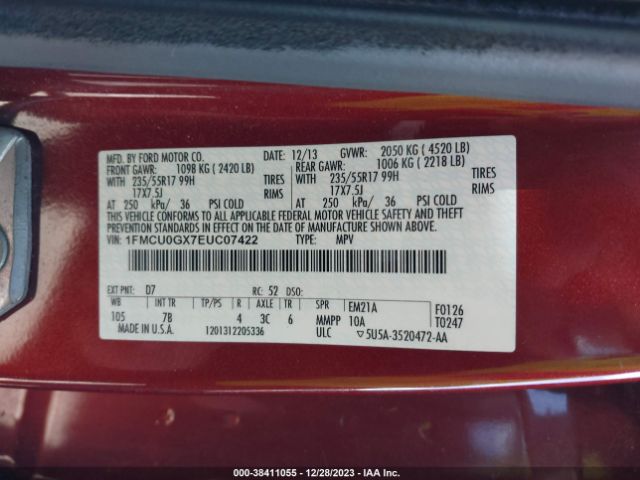 MFD. BY FORD MOTOR CO.
DATE: 12/13 GVWR: 2050 KG ( 4520 LB)
FRONT GAWR: 1098 KG ( 2420 LB) REAR GAWR: 1006 KG ( 2218 LB)
WITH 235/55R17 99H TIRES WITH 235/55R17 99H TIRES
17X7.5J RIMS 17X7.5J RIMS
AT 250 kPa/ 36 PSI COLD AT 250 kPa/ 36 PSI COLD
THIS VEHICLE CONFORMS TO ALL APPLICABLE FEDERAL MOTOR VEHICLE SAFETY AND THEFT
PREVENTION STANDARDS IN EFFECT ON THE DATE OF MANUFACTURE SHOWN ABOVE.
1FMCU0GX7EUC07422 TYPE: MPV
EXT PNT: D7 RC: 52 DSO:
WB INT TR TP/PS R AXLE TR SPR EM21A F0126
105 7B 4 3C 6 MMPP 10A T0247
MADE IN U.S.A. 1201312205336 ULC 5U5A-3520472-AA
000-38411055 - 12/28/2023 - IAA Inc.